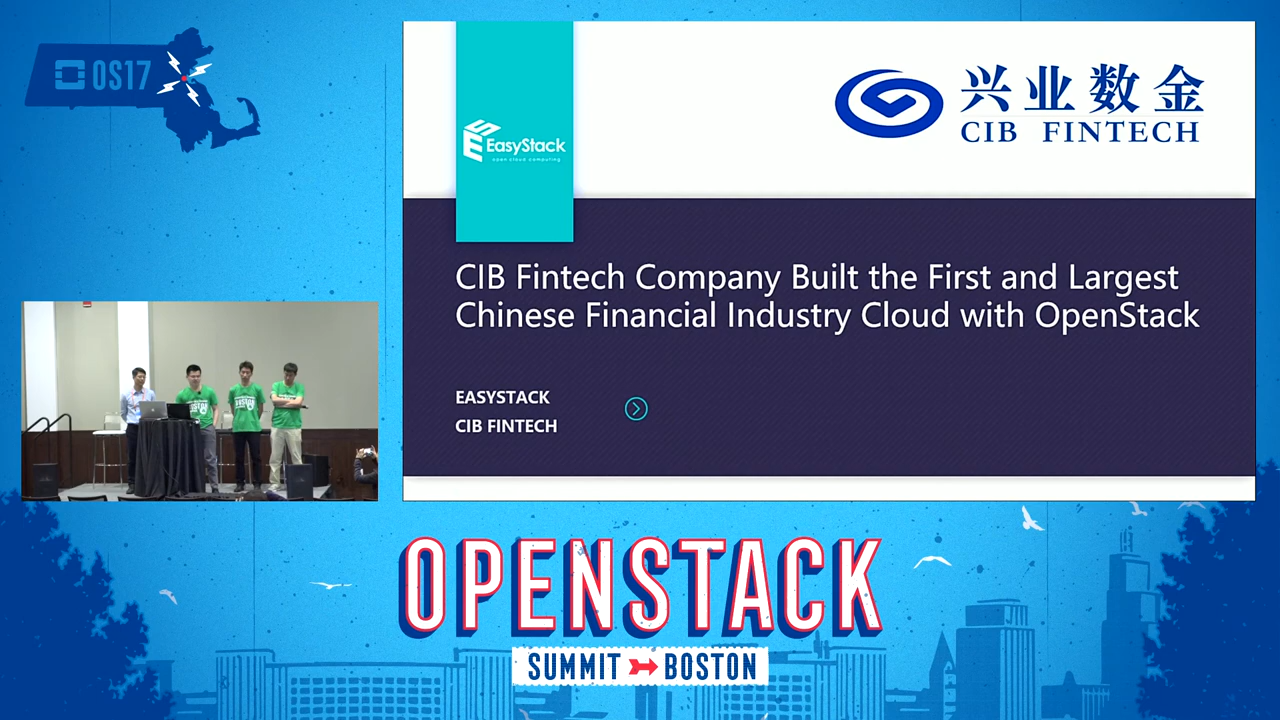 OS17
EasyStack
open cloud computing
兴业数金
CIB FINTECH
CIB Fintech Company Built the First and Largest
Chinese Financial Industry Cloud with OpenStack
EASYSTACK
CIB FINTECH
OPENSTACK
SUMMIT BOSTON